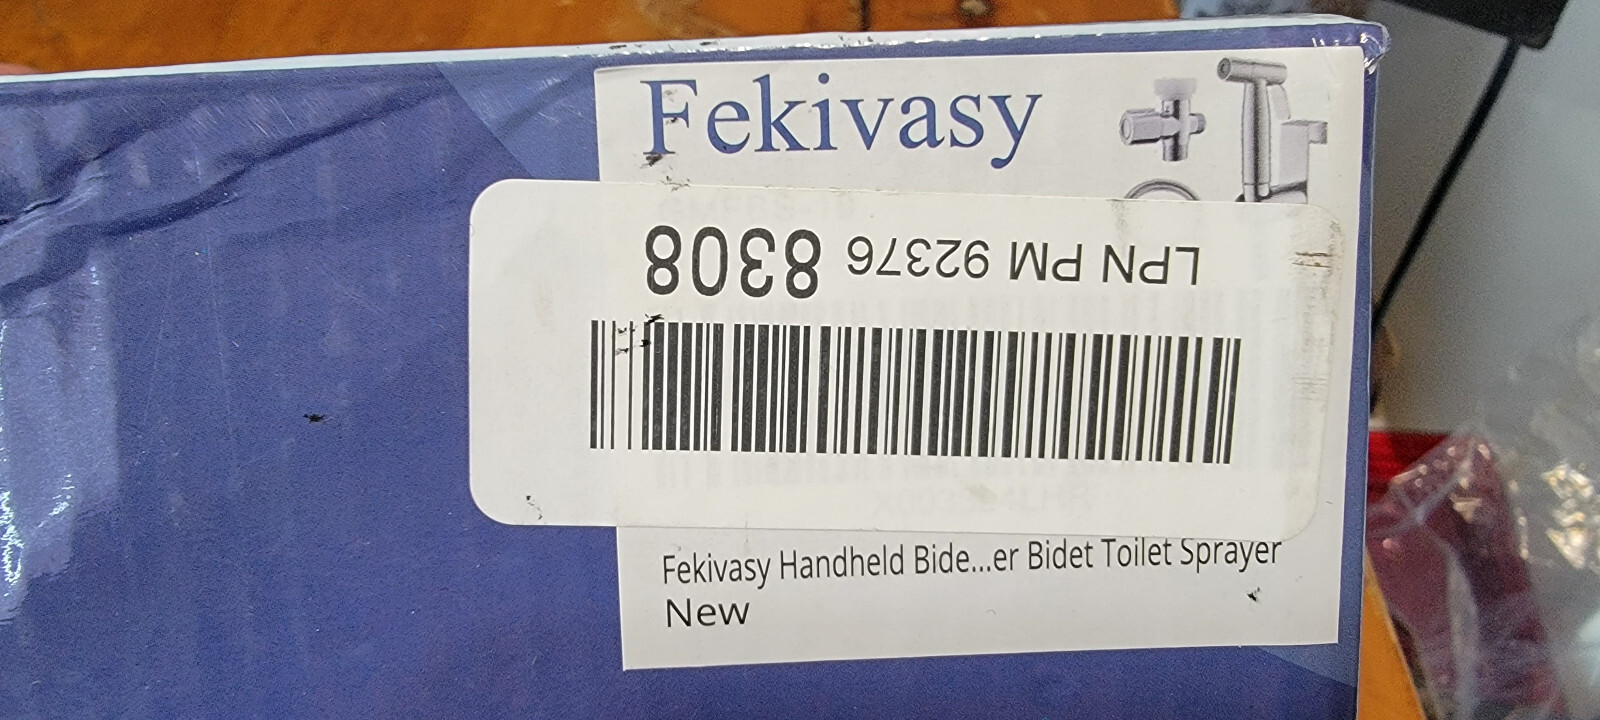 Fekivasy
LPN PM 92376 8308
Fekivasy Handheld Bide...er Bidet Toilet Sprayer
New